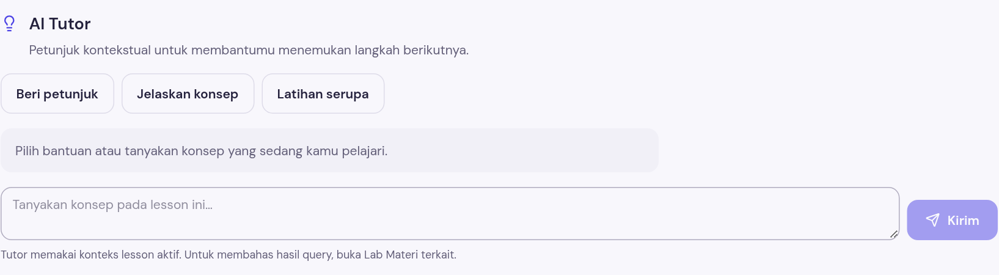 AI Tutor
Petunjuk kontekstual untuk membantumu menemukan langkah berikutnya.
Beri petunjuk
Jelaskan konsep
Latihan serupa
Pilih bantuan atau tanyakan konsep yang sedang kamu pelajari.
Tanyakan konsep pada lesson ini...
Kirim
Tutor memakai konteks lesson aktif. Untuk membahas hasil query, buka Lab Materi terkait.